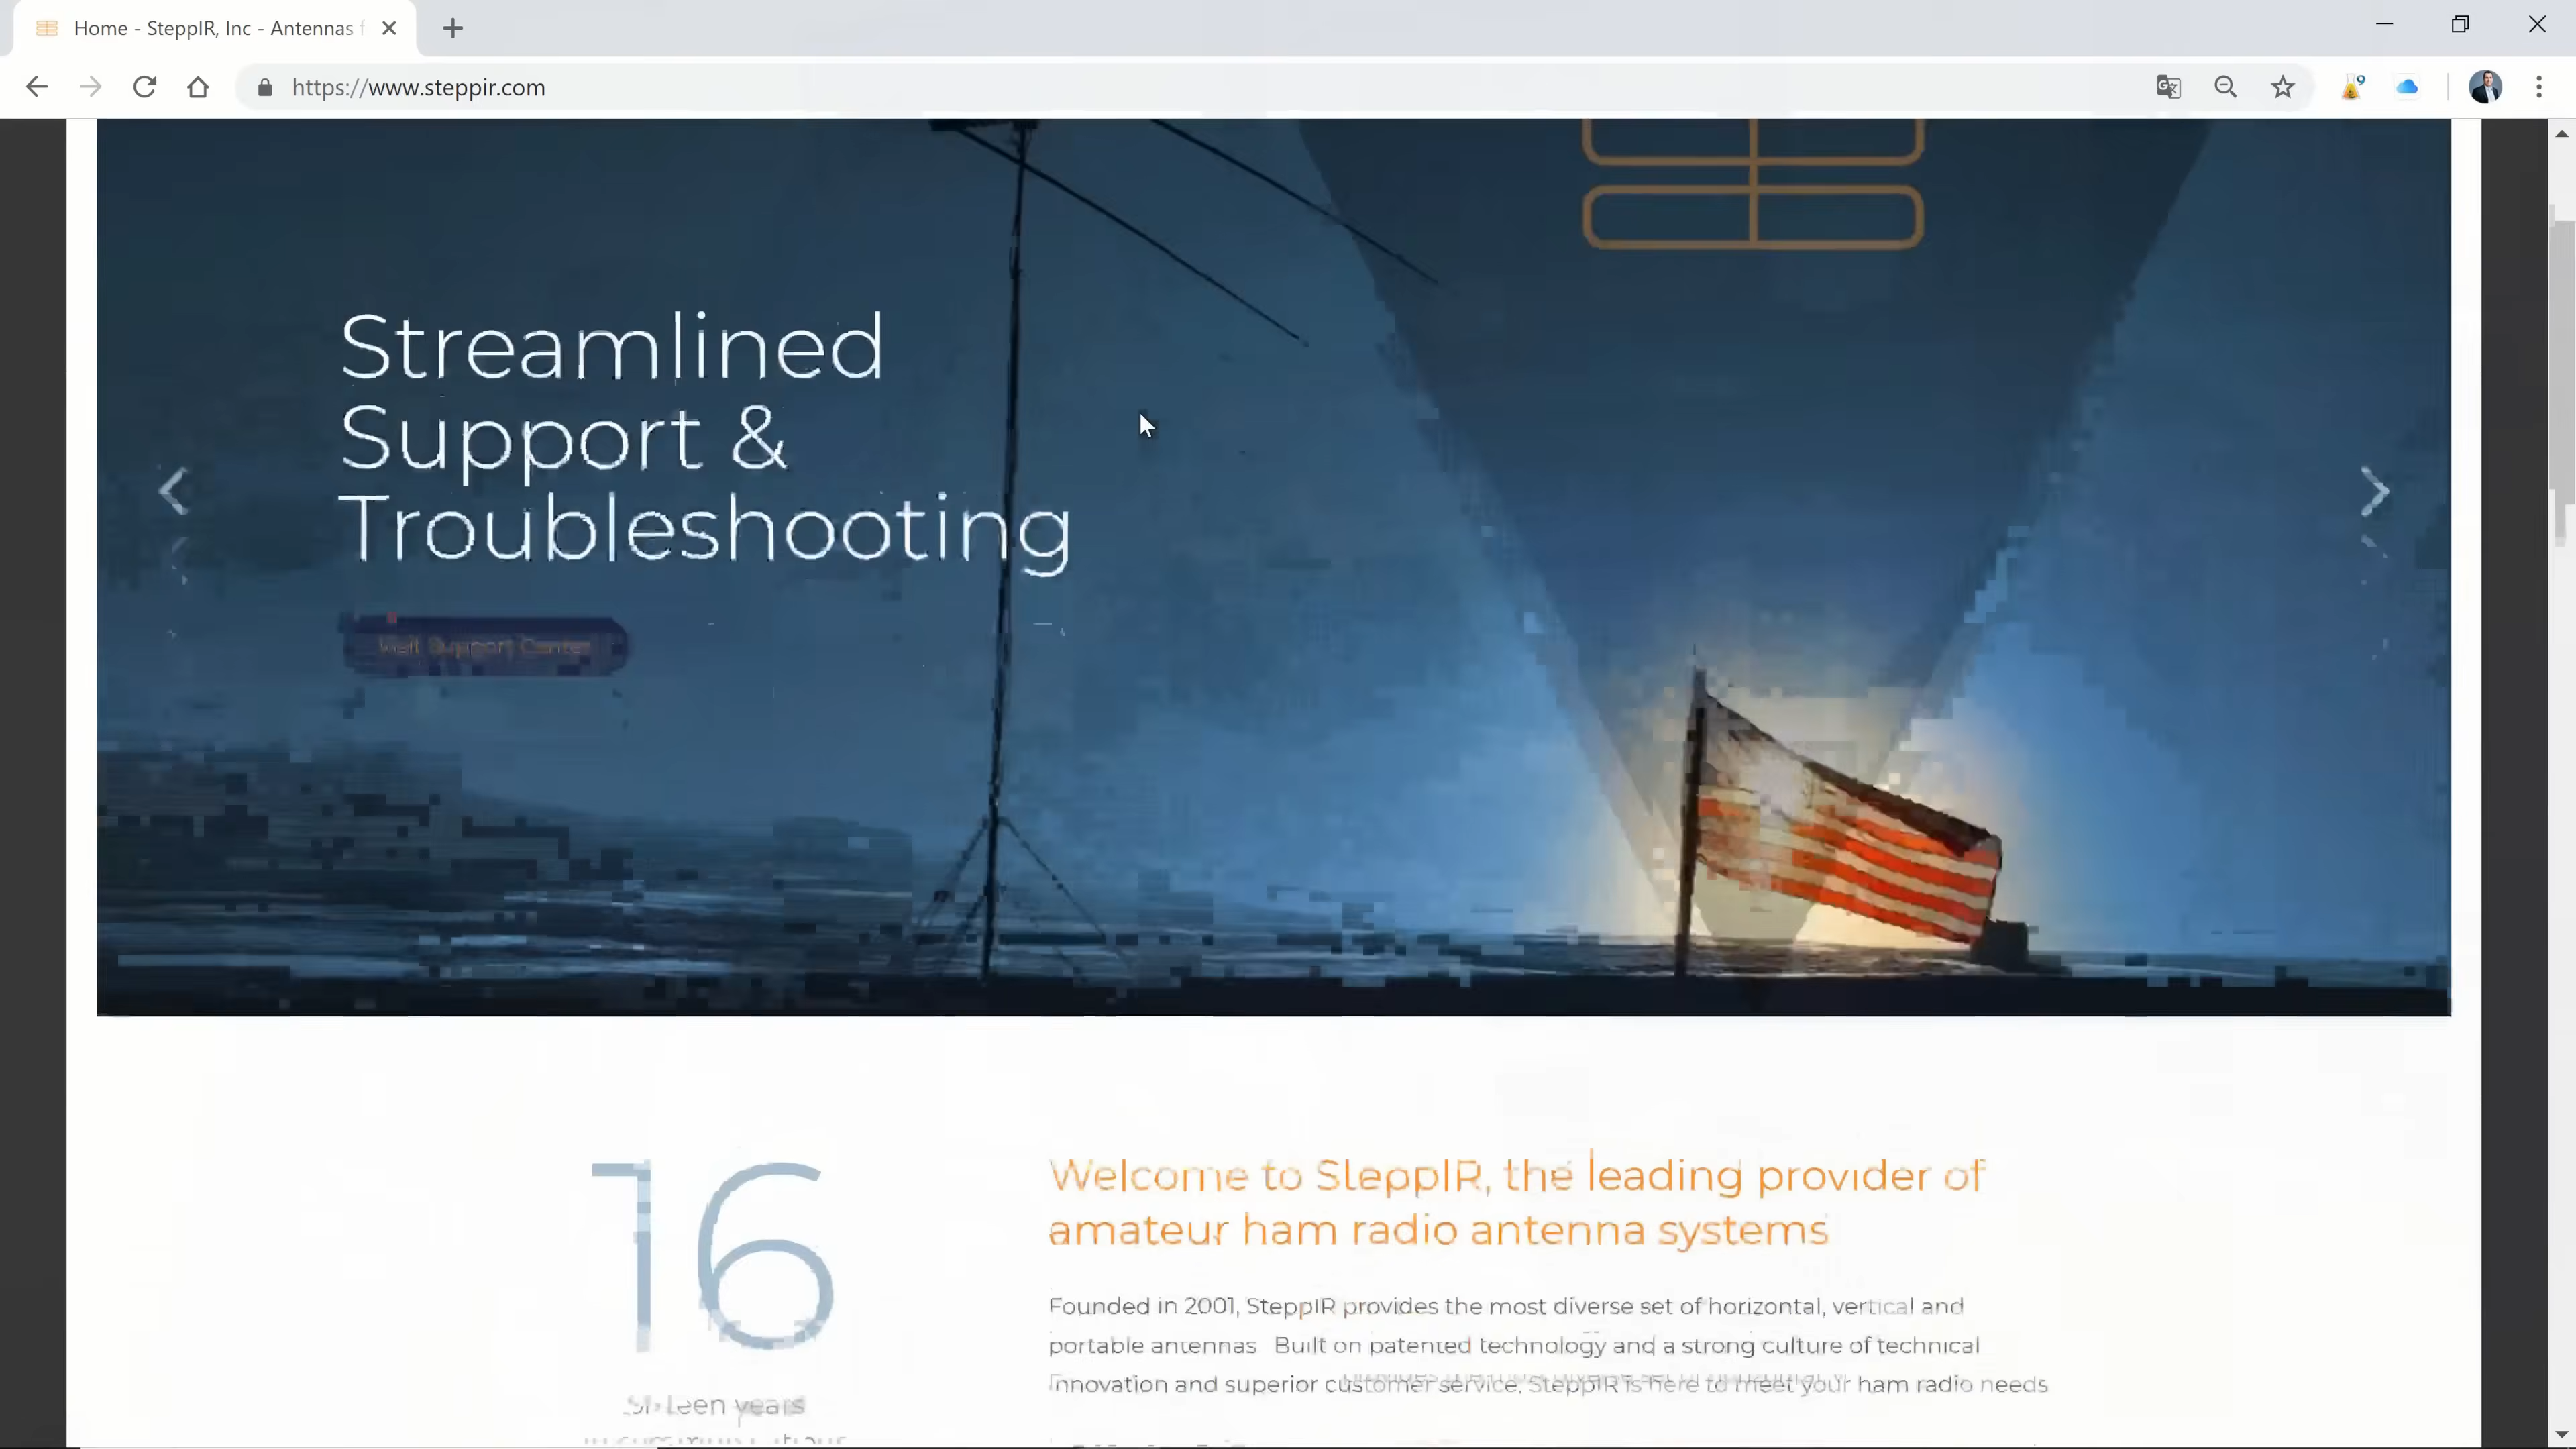 Home - SteppIR, Inc - Antennas f
https://www.steppir.com
Streamlined
Support &
Troubleshooting
Visit Support Center
16
Welcome to SteppIR, the leading provider of
amateur ham radio antenna systems
Founded in 2001, SteppIR provides the most diverse set of horizontal, vertical and
portable antennas. Built on patented technology and a strong culture of technical
innovation and superior customer service, SteppIR is here to meet your ham radio needs
Sixteen years